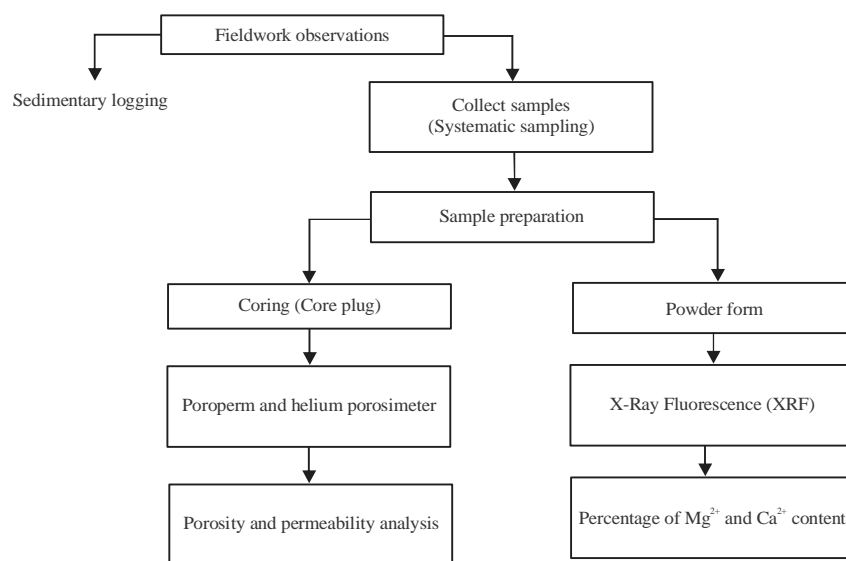 Fieldwork observations
Sedimentary logging
Collect samples
(Systematic sampling)
Sample preparation
Coring (Core plug)
Powder form
Poroperm and helium porosimeter
X-Ray Fluorescence (XRF)
Porosity and permeability analysis
Percentage of Mg²⁺ and Ca²⁺ content